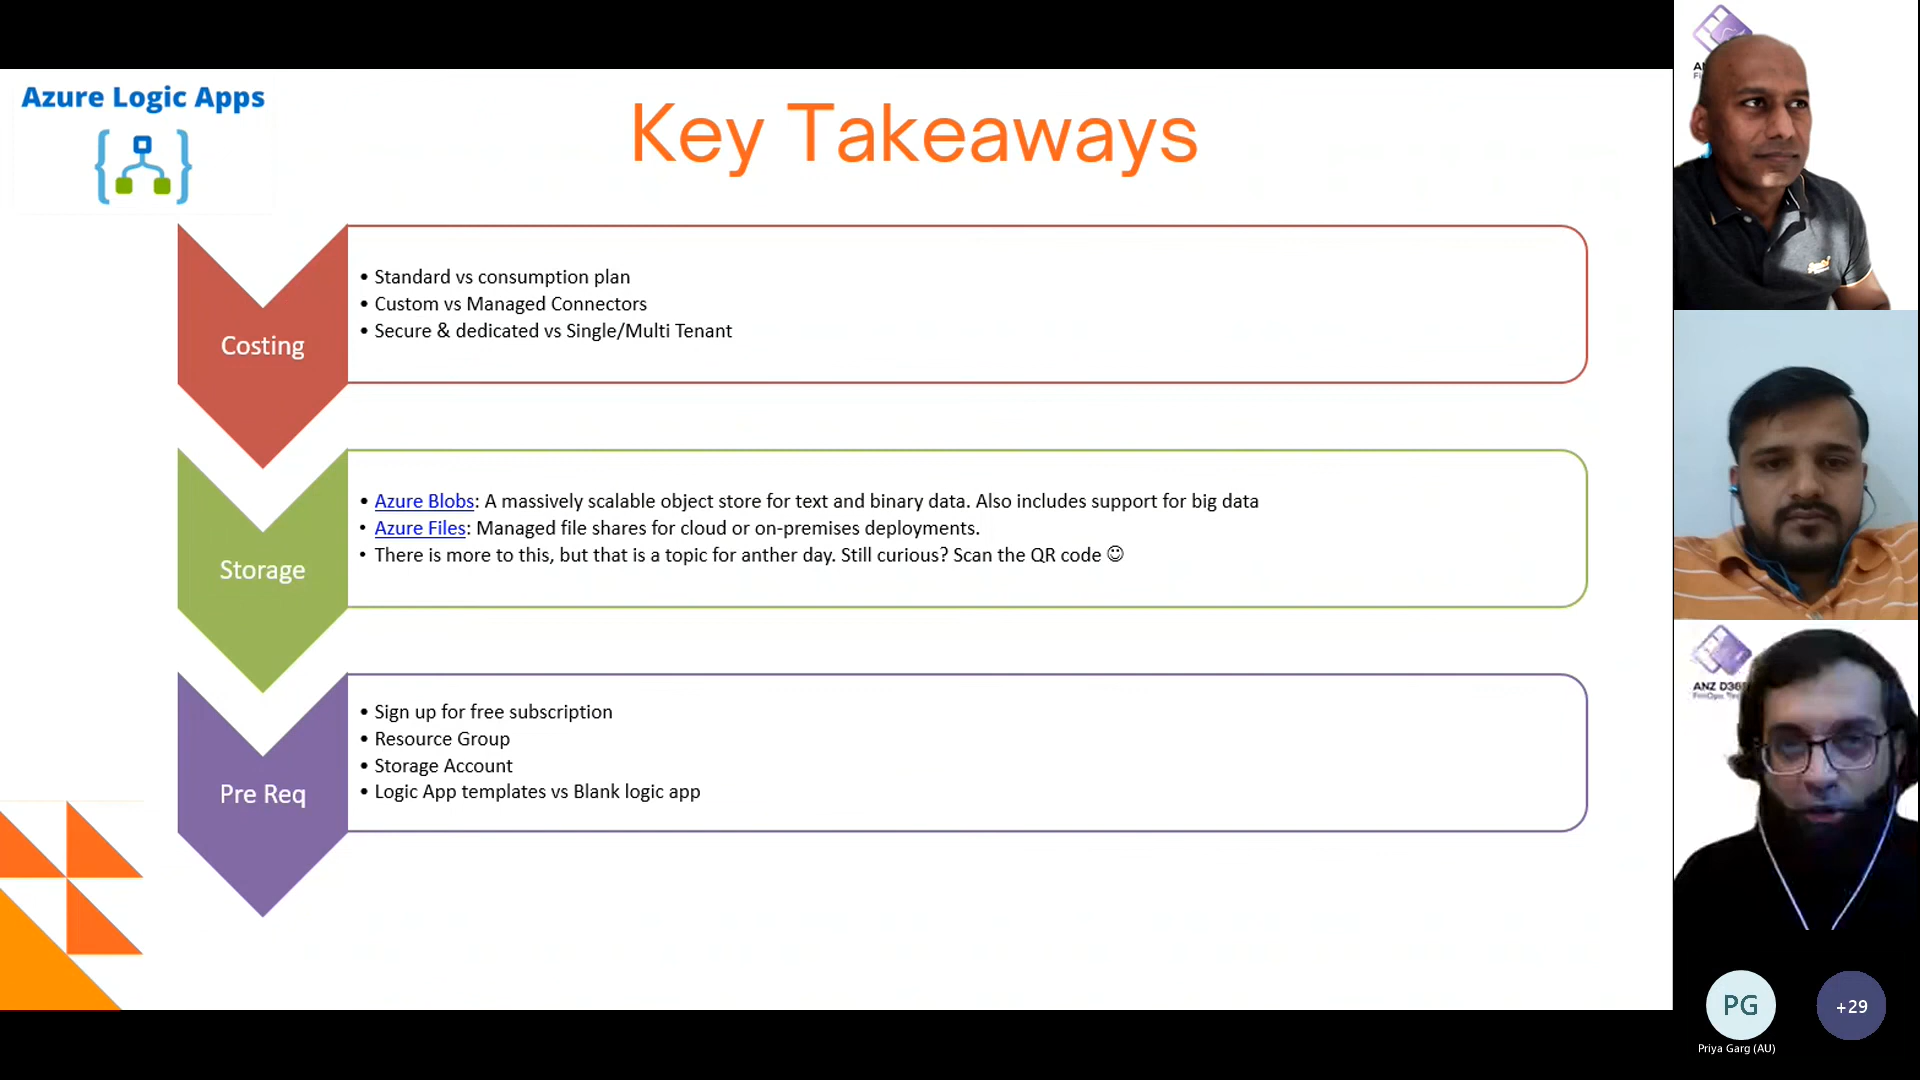 Azure Logic Apps
Key Takeaways
Costing
• Standard vs consumption plan
• Custom vs Managed Connectors
• Secure & dedicated vs Single/Multi Tenant
Storage
• Azure Blobs: A massively scalable object store for text and binary data. Also includes support for big data
• Azure Files: Managed file shares for cloud or on-premises deployments.
• There is more to this, but that is a topic for anther day. Still curious? Scan the QR code ☺
Pre Req
• Sign up for free subscription
• Resource Group
• Storage Account
• Logic App templates vs Blank logic app
ANZ
PG
+29
Priya Garg (AU)